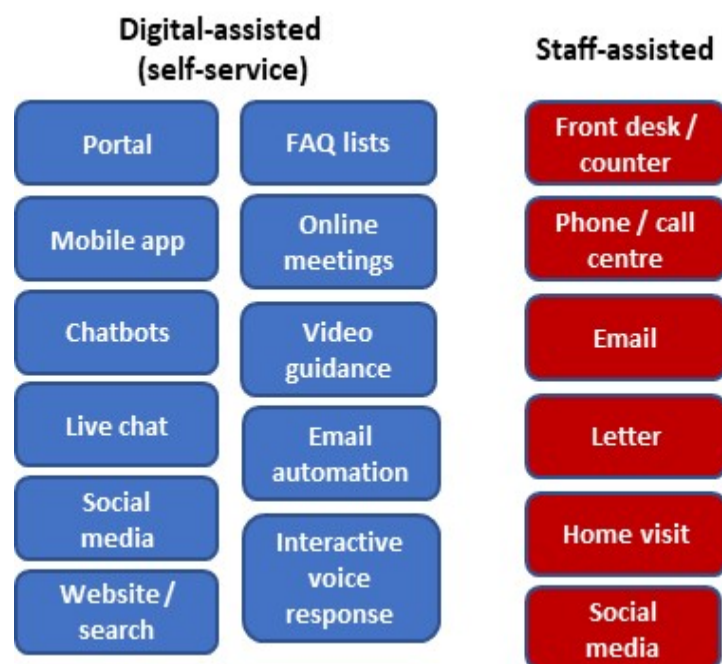 Digital-assisted
(self-service)
Portal
Mobile app
Chatbots
Live chat
Social
media
Website /
search
FAQ lists
Online
meetings
Video
guidance
Email
automation
Interactive
voice
response
Staff-assisted
Front desk /
counter
Phone / call
centre
Email
Letter
Home visit
Social
media